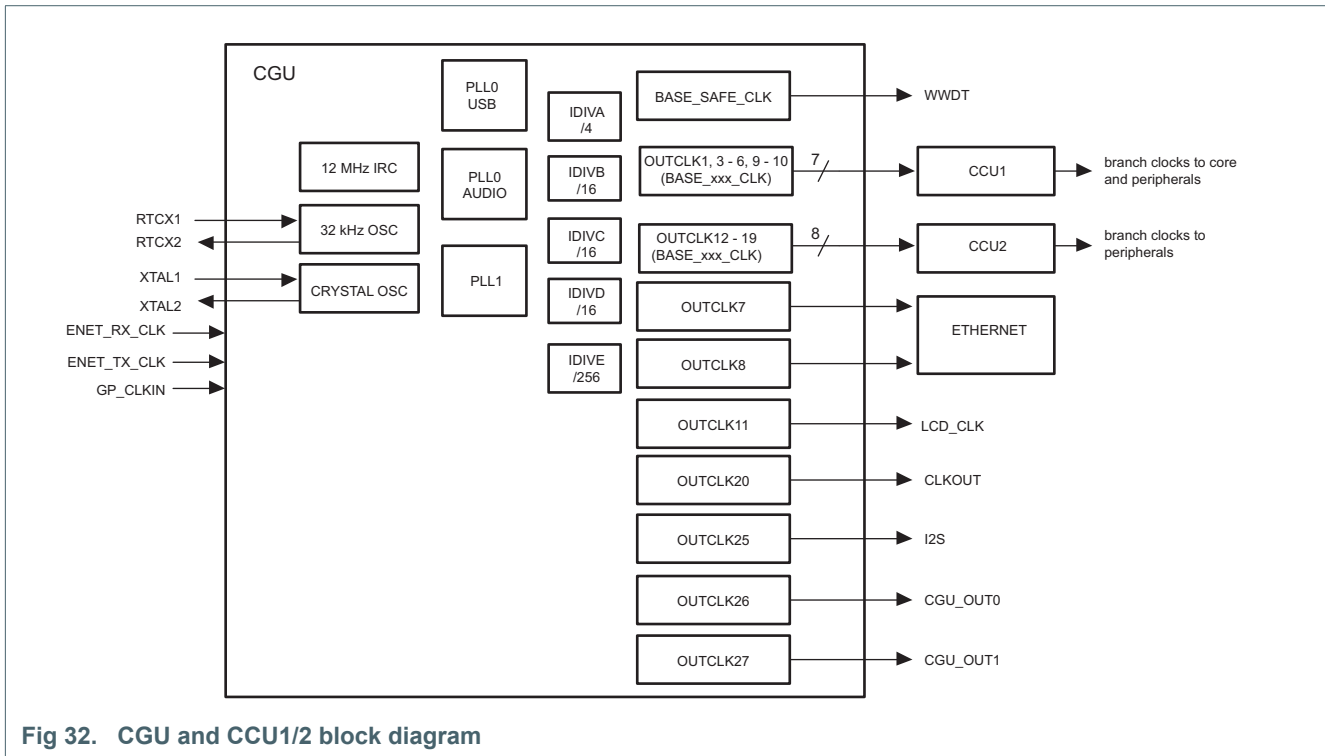 CGU
PLL0
USB
PLL0
AUDIO
PLL1
12 MHz IRC
32 kHz OSC
CRYSTAL OSC
RTCX1
RTCX2
XTAL1
XTAL2
ENET_RX_CLK
ENET_TX_CLK
GP_CLKIN
IDIVA
/4
IDIVB
/16
IDIVC
/16
IDIVD
/16
IDIVE
/256
BASE_SAFE_CLK
WWDT
OUTCLK1, 3 - 6, 9 - 10
(BASE_xxx_CLK)
7
CCU1
branch clocks to core
and peripherals
OUTCLK12 - 19
(BASE_xxx_CLK)
8
CCU2
branch clocks to
peripherals
OUTCLK7
OUTCLK8
ETHERNET
OUTCLK11
LCD_CLK
OUTCLK20
CLKOUT
OUTCLK25
I2S
OUTCLK26
CGU_OUT0
OUTCLK27
CGU_OUT1
Fig 32. CGU and CCU1/2 block diagram